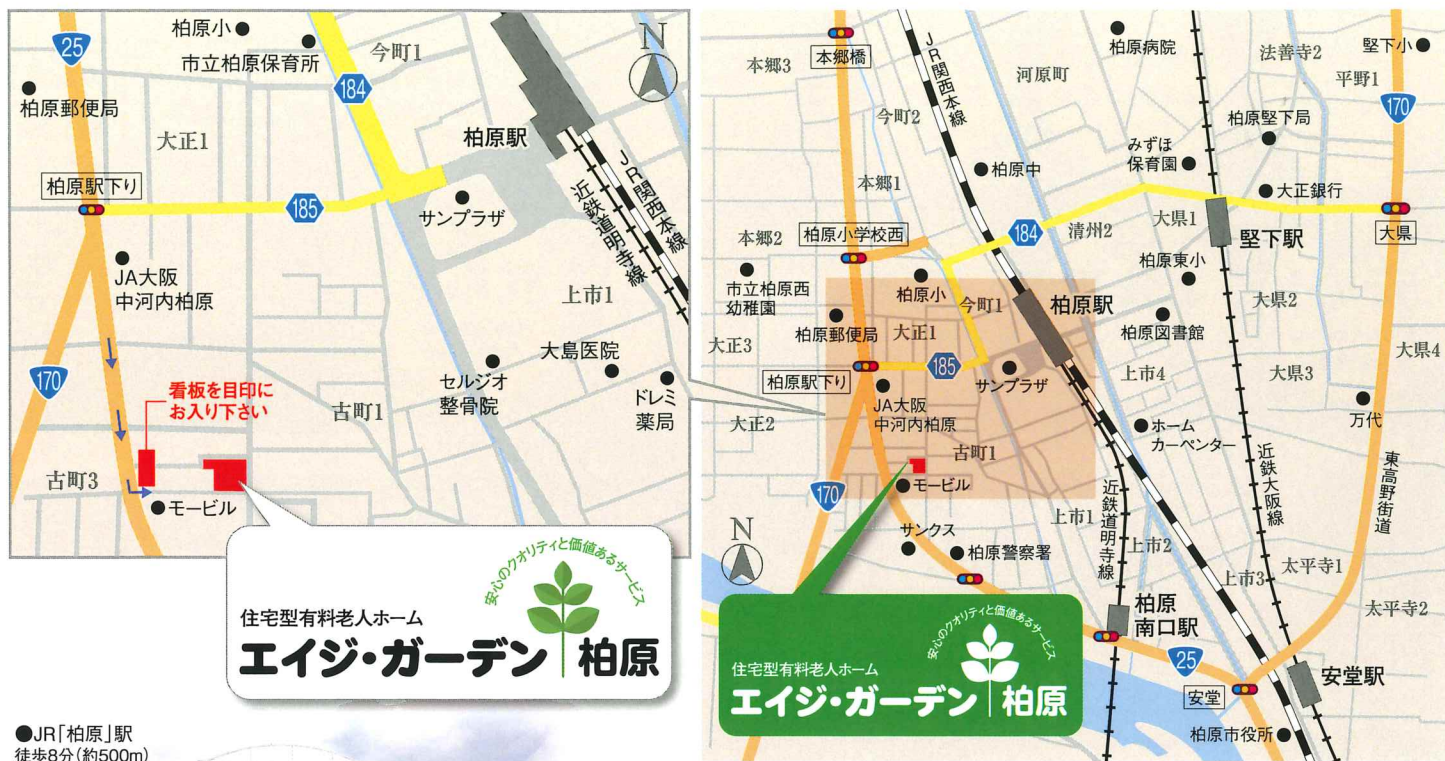 柏原小
市立柏原保育所
今町1
N
25
184
柏原郵便局
大正1
柏原駅
柏原駅下り
185
サンプラザ
近鉄道明寺線
JR関西本線
JA大阪
中河内柏原
上市1
大島医院
セルジオ
整骨院
ドレミ
薬局
170
看板を目印に
お入り下さい
古町1
古町3
モービル
安心のクオリティと価値あるサービス
住宅型有料老人ホーム
エイジ・ガーデン 柏原
●JR「柏原」駅
徒歩8分(約500m)
本郷3
本郷橋
JR関西本線
河原町
柏原病院
法善寺2
堅下小
平野1
170
今町2
柏原堅下局
みずほ
保育園
柏原中
本郷1
大正銀行
大県1
大県
本郷2
柏原小学校西
184
清州2
堅下駅
市立柏原西
幼稚園
柏原小
今町1
柏原駅
柏原東小
大県2
柏原郵便局
大正1
柏原図書館
大正3
185
サンプラザ
上市4
大県3
大県4
柏原駅下り
JA大阪
中河内柏原
万代
大正2
ホーム
カーペンター
古町1
近鉄大阪線
東高野街道
170
モービル
近鉄道明寺線
上市1
N
サンクス
柏原警察署
上市2
上市3
太平寺1
太平寺2
柏原
南口駅
25
安堂
安堂駅
柏原市役所
安心のクオリティと価値あるサービス
住宅型有料老人ホーム
エイジ・ガーデン 柏原